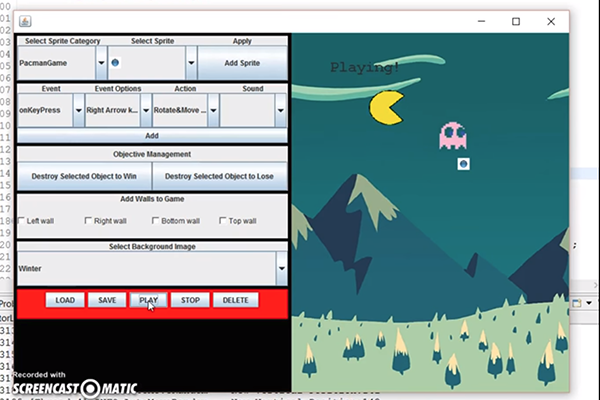 Select Sprite Category Select Sprite Apply
PacmanGame Add Sprite
Event Event Options Action Sound
onKeyPress Right Arrow k... Rotate&Move ...
Add
Objective Management
Destroy Selected Object to Win Destroy Selected Object to Lose
Add Walls to Game
Left wall Right wall Bottom wall Top wall
Select Background Image
Winter
LOAD SAVE PLAY STOP DELETE
Playing!
Recorded with
SCREENCAST O MATIC